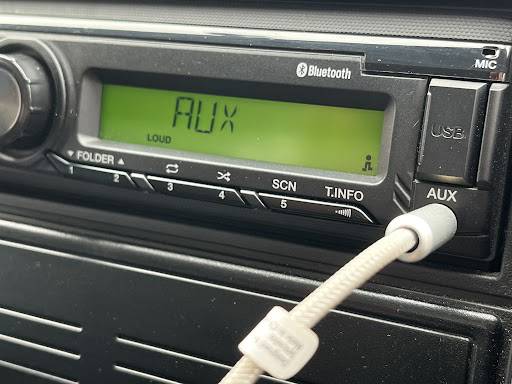 MIC
Bluetooth
AUX
LOUD
USB
AUX
▼ FOLDER ▲
1
2
3
4
SCN
5
T.INFO